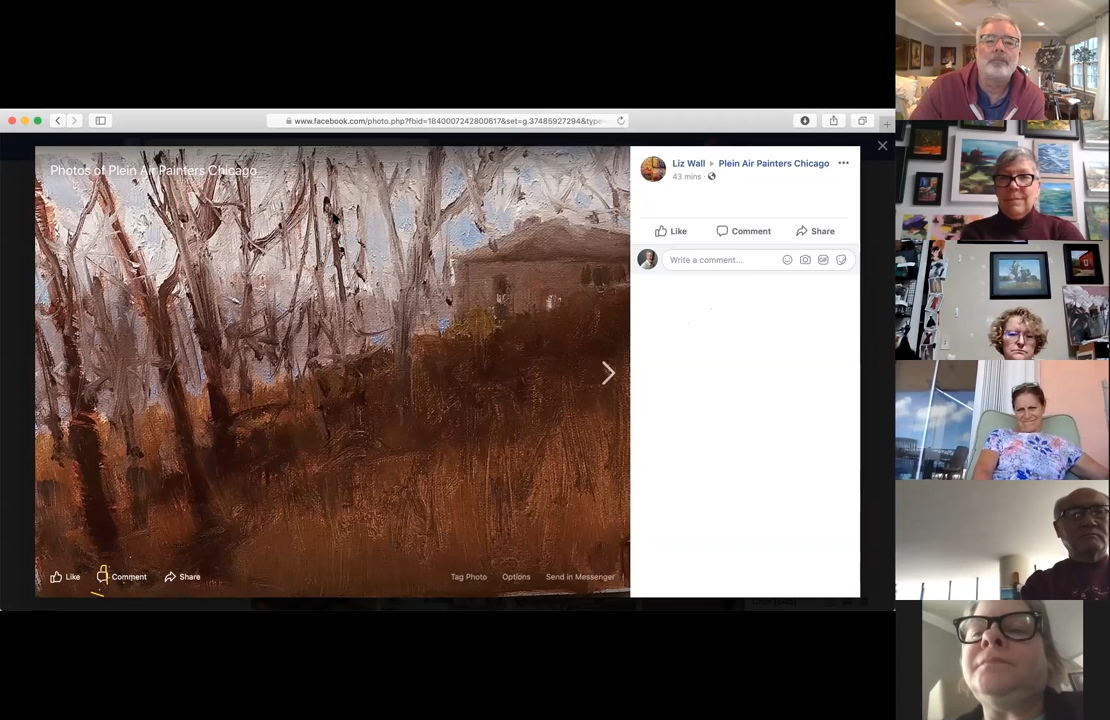 www.facebook.com/photo.php?fbid=1840007242800617&set=g.37485927294&type
Photos of Plein Air Painters Chicago
Liz Wall ▸ Plein Air Painters Chicago
43 mins ·
Like Comment Share
Write a comment...
GIF
Like Comment Share
Tag Photo Options Send in Messenger